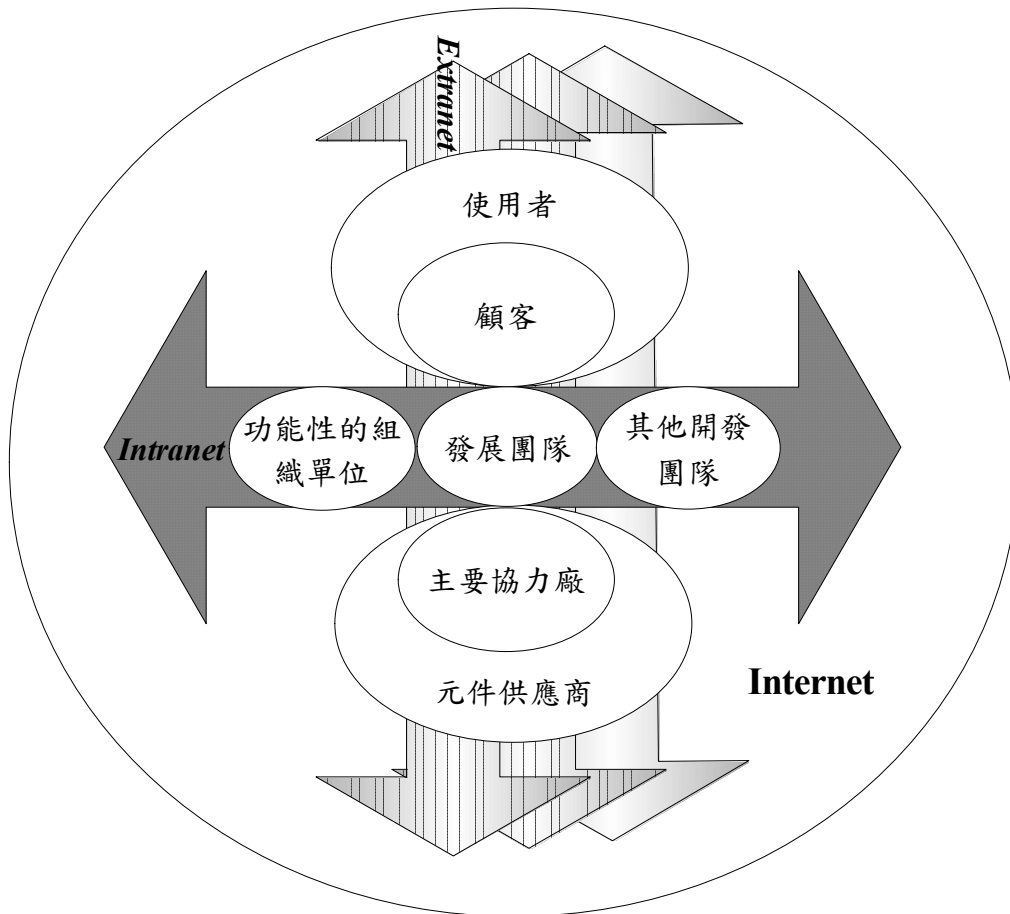 Extranet
使用者
顧客
Intranet
功能性的組
織單位
發展團隊
其他開發
團隊
主要協力廠
元件供應商
Internet